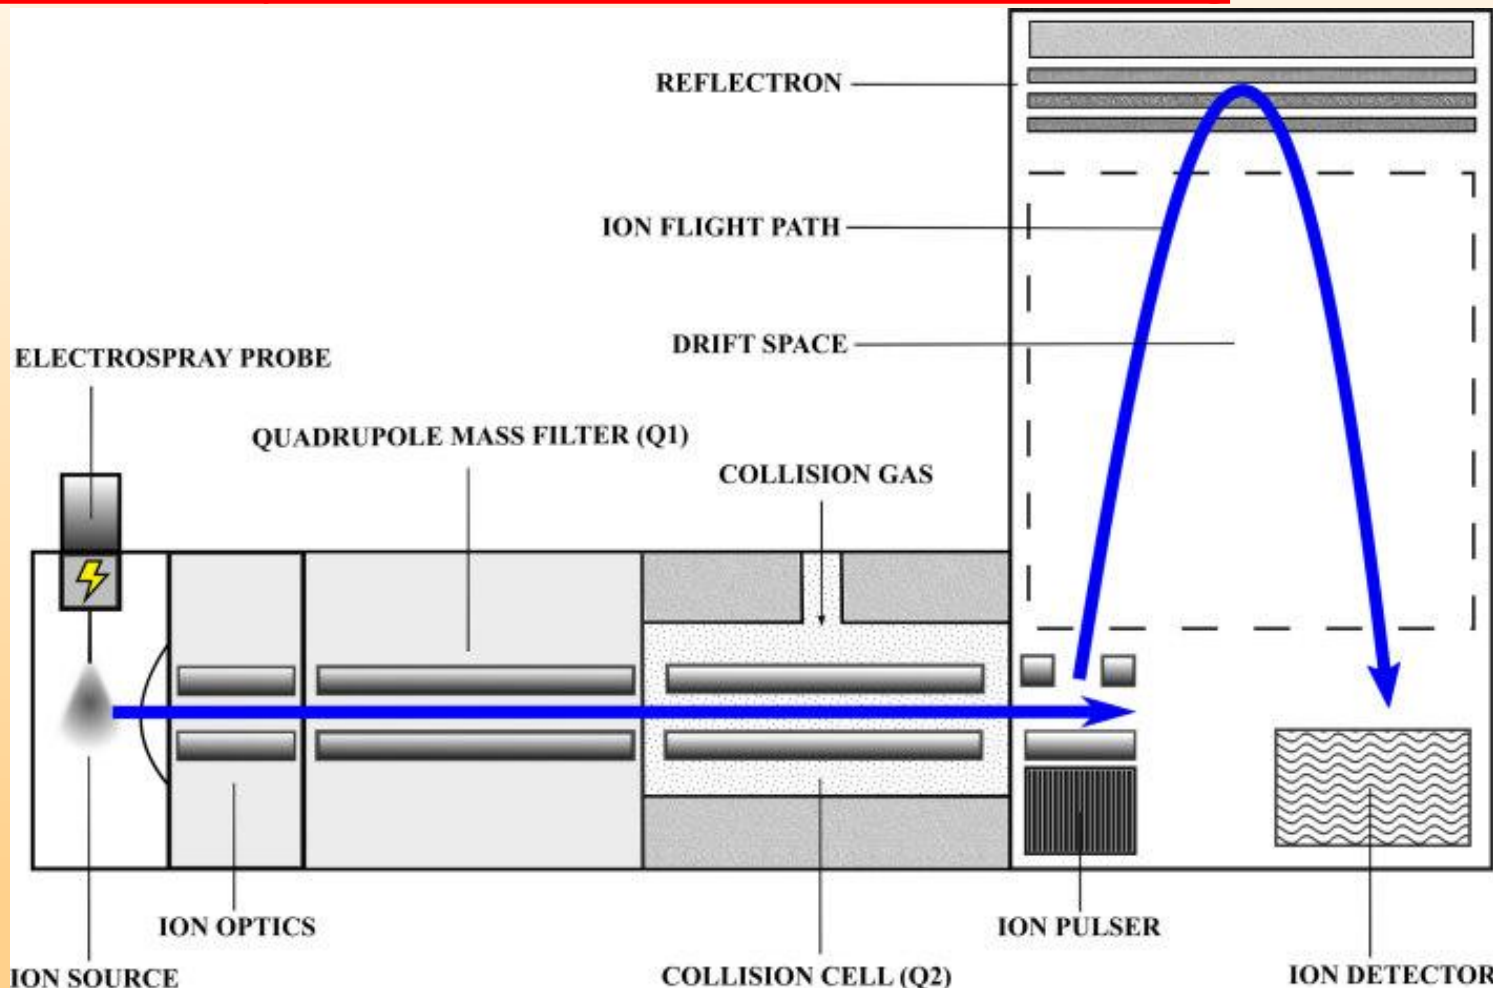 REFLECTRON
ION FLIGHT PATH
DRIFT SPACE
ELECTROSPRAY PROBE
QUADRUPOLE MASS FILTER (Q1)
COLLISION GAS
ION OPTICS
ION PULSER
ION SOURCE
COLLISION CELL (Q2)
ION DETECTOR